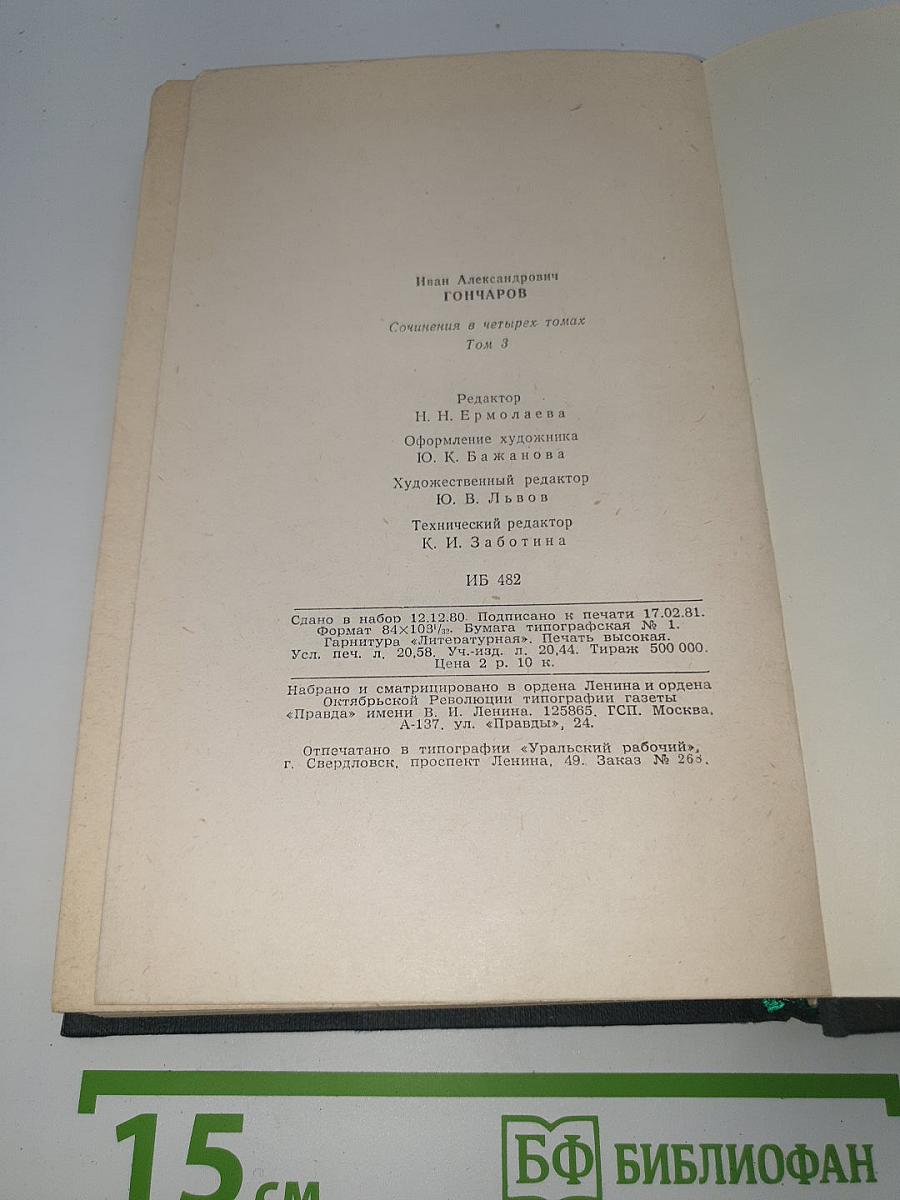 Иван Александрович
ГОНЧАРОВ
Сочинения в четырех томах
Том 3
Редактор
Н. Н. Ермолаева
Оформление художника
Ю. К. Бажанова
Художественный редактор
Ю. В. Львов
Технический редактор
К. И. Заботина
ИБ 482
Сдано в набор 12.12.80. Подписано к печати 17.02.81.
Формат 84×108¹/₃₂. Бумага типографская № 1.
Гарнитура «Литературная». Печать высокая.
Усл. печ. л. 20,58. Уч.-изд. л. 20,44. Тираж 500 000.
Цена 2 р. 10 к.
Набрано и сматрицировано в ордена Ленина и ордена
Октябрьской Революции типографии газеты
«Правда» имени В. И. Ленина. 125865, ГСП. Москва,
А-137, ул. «Правды», 24.
Отпечатано в типографии «Уральский рабочий»,
г. Свердловск, проспект Ленина, 49. Заказ № 268.
15 см
БФ БИБЛИОФАН